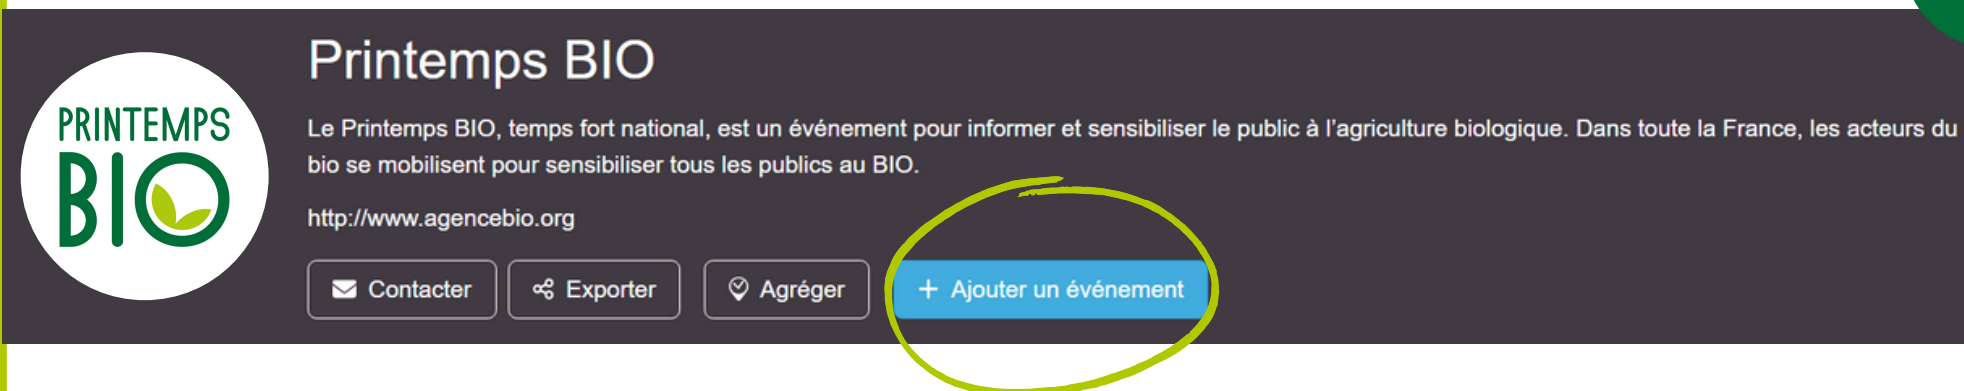 PRINTEMPS
BIO
Printemps BIO
Le Printemps BIO, temps fort national, est un événement pour informer et sensibiliser le public à l’agriculture biologique. Dans toute la France, les acteurs du
bio se mobilisent pour sensibiliser tous les publics au BIO.
http://www.agencebio.org
Contacter Exporter Agréger + Ajouter un événement